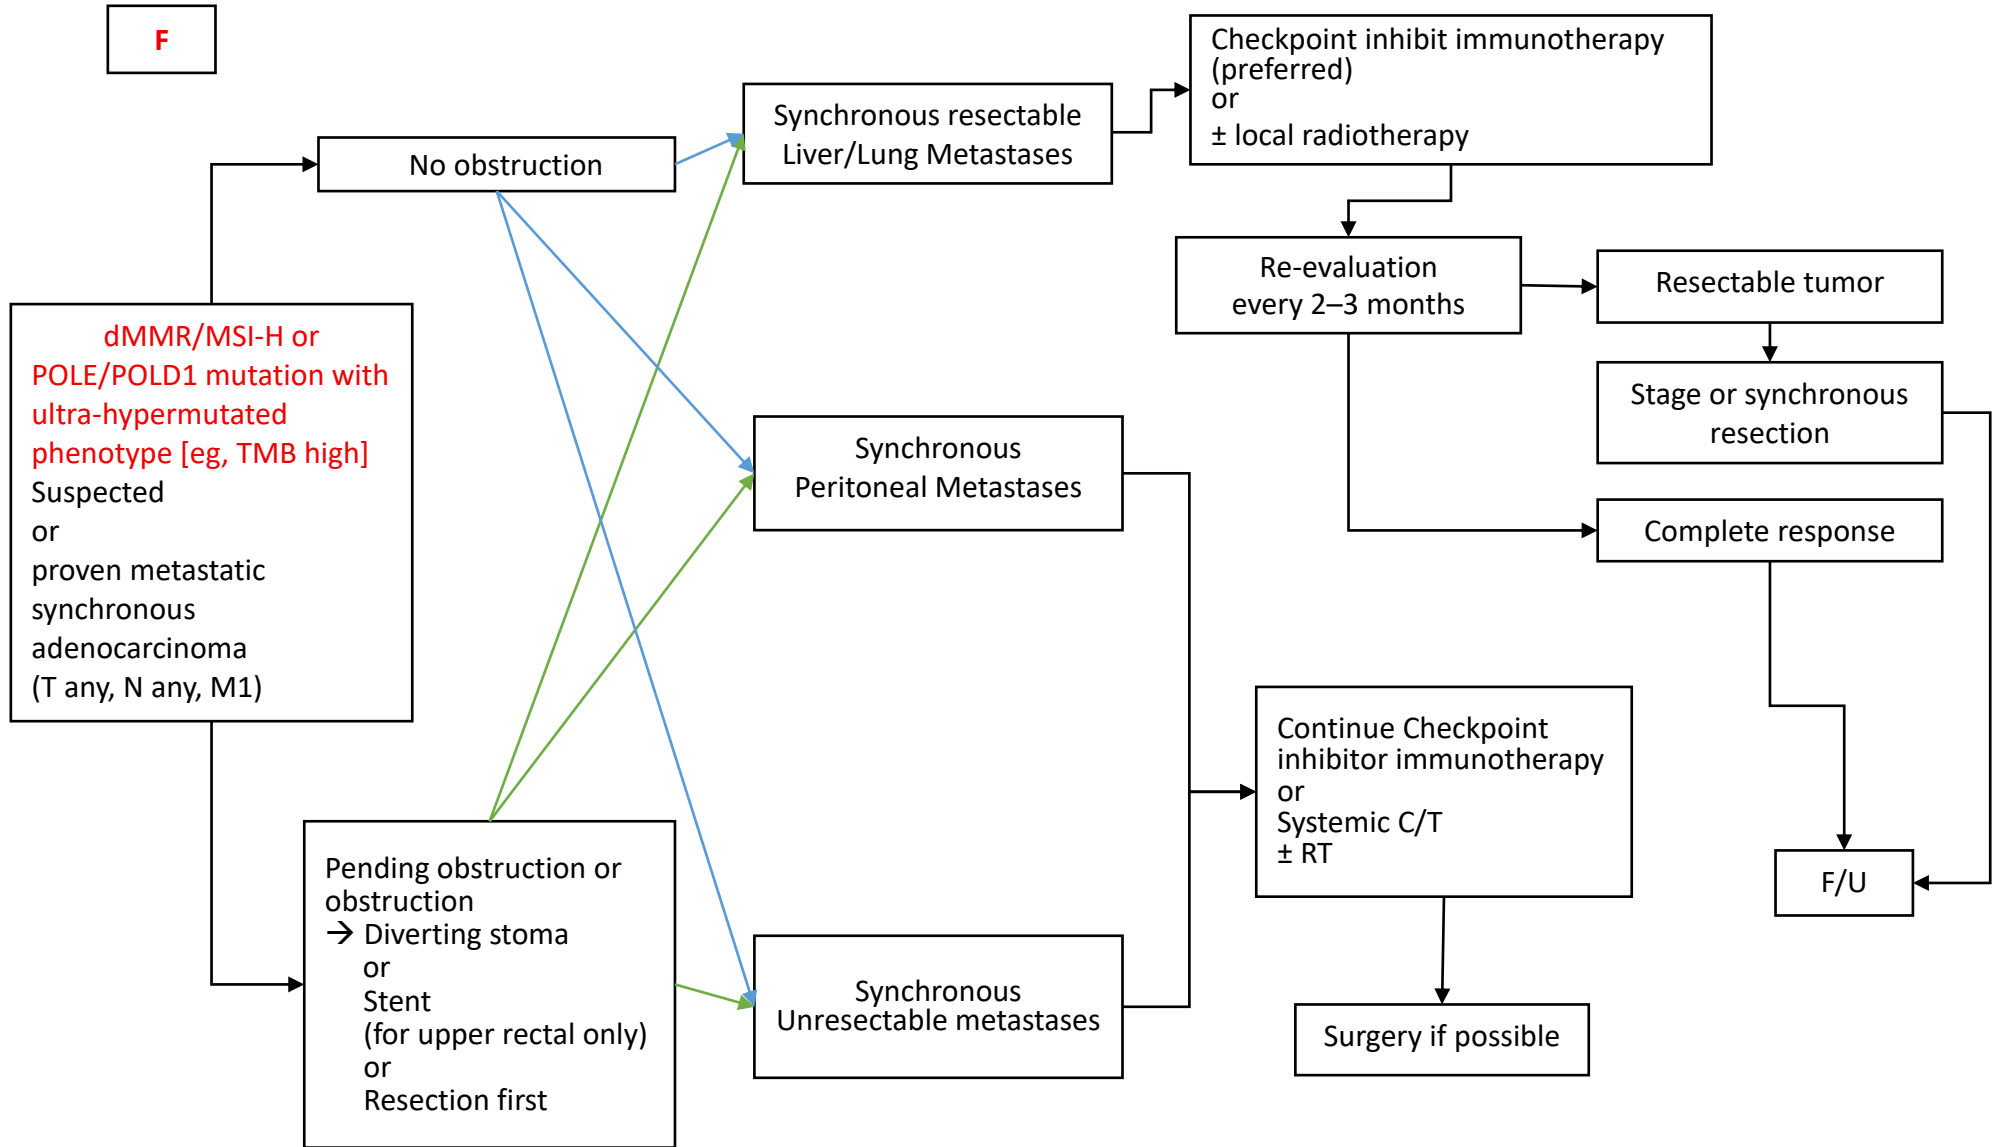 F
dMMR/MSI-H or
POLE/POLD1 mutation with
ultra-hypermutated
phenotype [eg, TMB high]
Suspected
or
proven metastatic
synchronous
adenocarcinoma
(T any, N any, M1)
No obstruction
Pending obstruction or
obstruction
→ Diverting stoma
or
Stent
(for upper rectal only)
or
Resection first
Synchronous resectable
Liver/Lung Metastases
Synchronous
Peritoneal Metastases
Synchronous
Unresectable metastases
Checkpoint inhibit immunotherapy
(preferred)
or
± local radiotherapy
Re-evaluation
every 2–3 months
Resectable tumor
Stage or synchronous
resection
Complete response
Continue Checkpoint
inhibitor immunotherapy
or
Systemic C/T
± RT
Surgery if possible
F/U